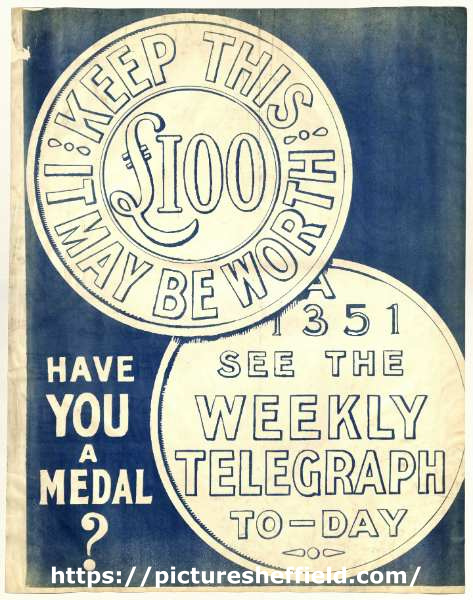 KEEP THIS
IT MAY BE WORTH
£100
A
1351
SEE THE
WEEKLY
TELEGRAPH
TO-DAY
HAVE
YOU
A
MEDAL
?
https://picturesheffield.com/